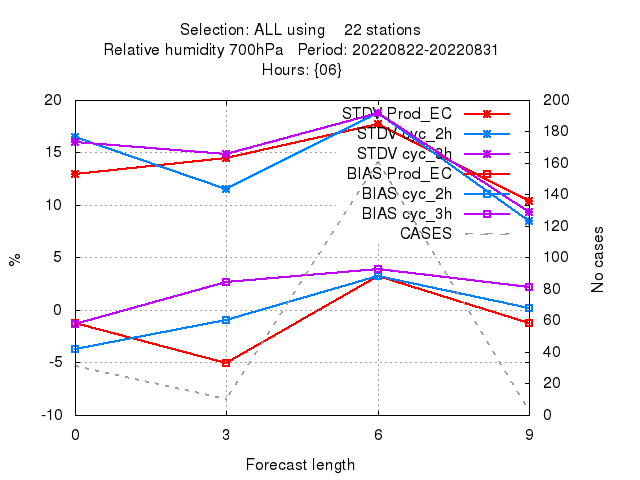 Selection: ALL using 22 stations
Relative humidity 700hPa Period: 20220822-20220831
Hours: {06}
20
15
10
5
0
-5
-10
%
200
180
160
140
120
100
80
60
40
20
0
No cases
STDV Prod_EC
STDV cyc_2h
STDV cyc_3h
BIAS Prod_EC
BIAS cyc_2h
BIAS cyc_3h
CASES
0 3 6 9
Forecast length